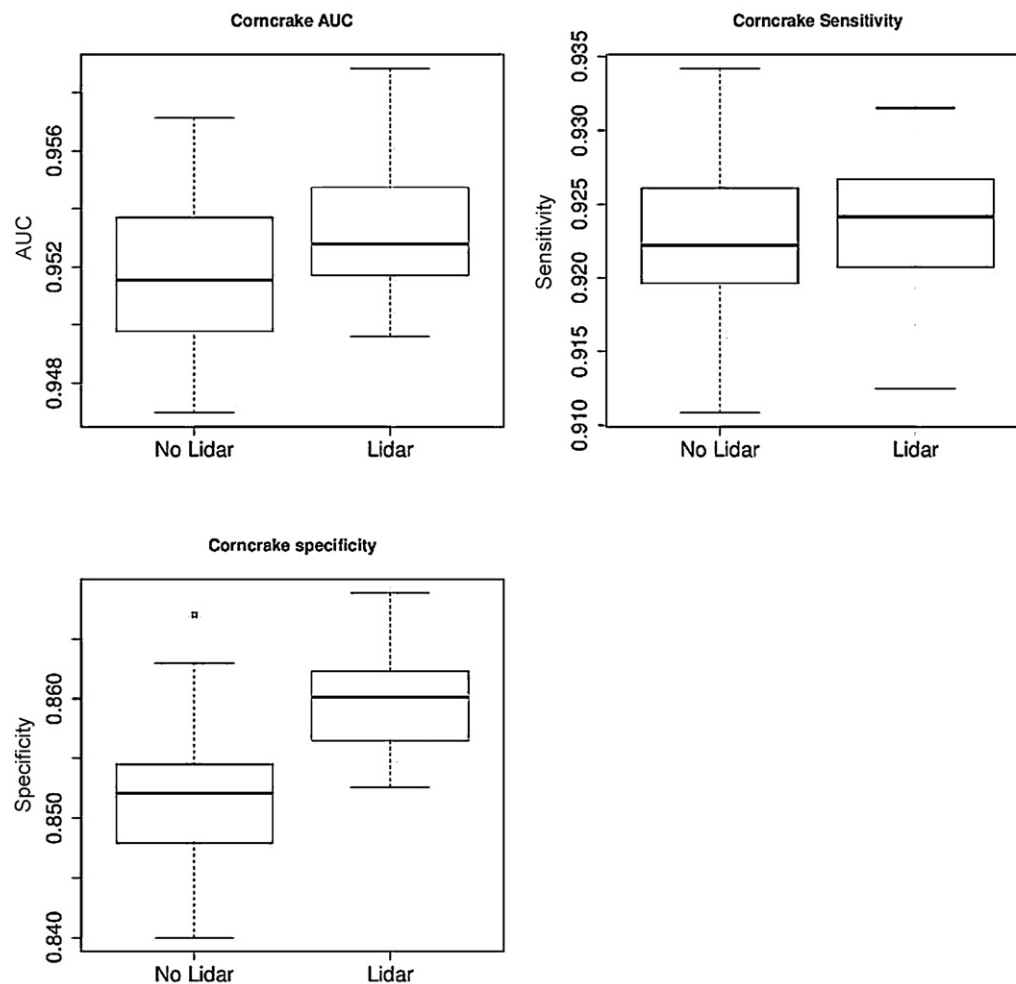 Corncrake AUC
AUC
0.956
0.952
0.948
No Lidar
Lidar
Corncrake Sensitivity
Sensitivity
0.935
0.930
0.925
0.920
0.915
0.910
No Lidar
Lidar
Corncrake specificity
Specificity
0.860
0.850
0.840
No Lidar
Lidar